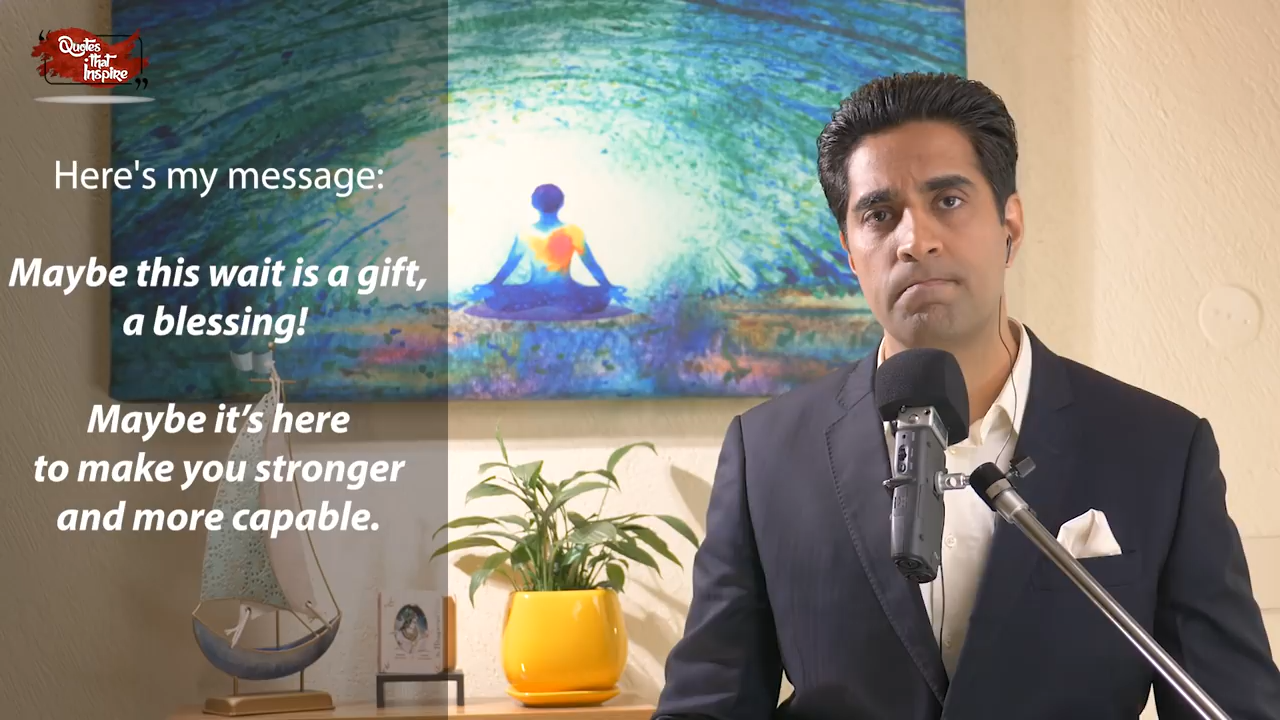 Quotes
that
Inspire
Here's my message:
Maybe this wait is a gift,
a blessing!
Maybe it's here
to make you stronger
and more capable.